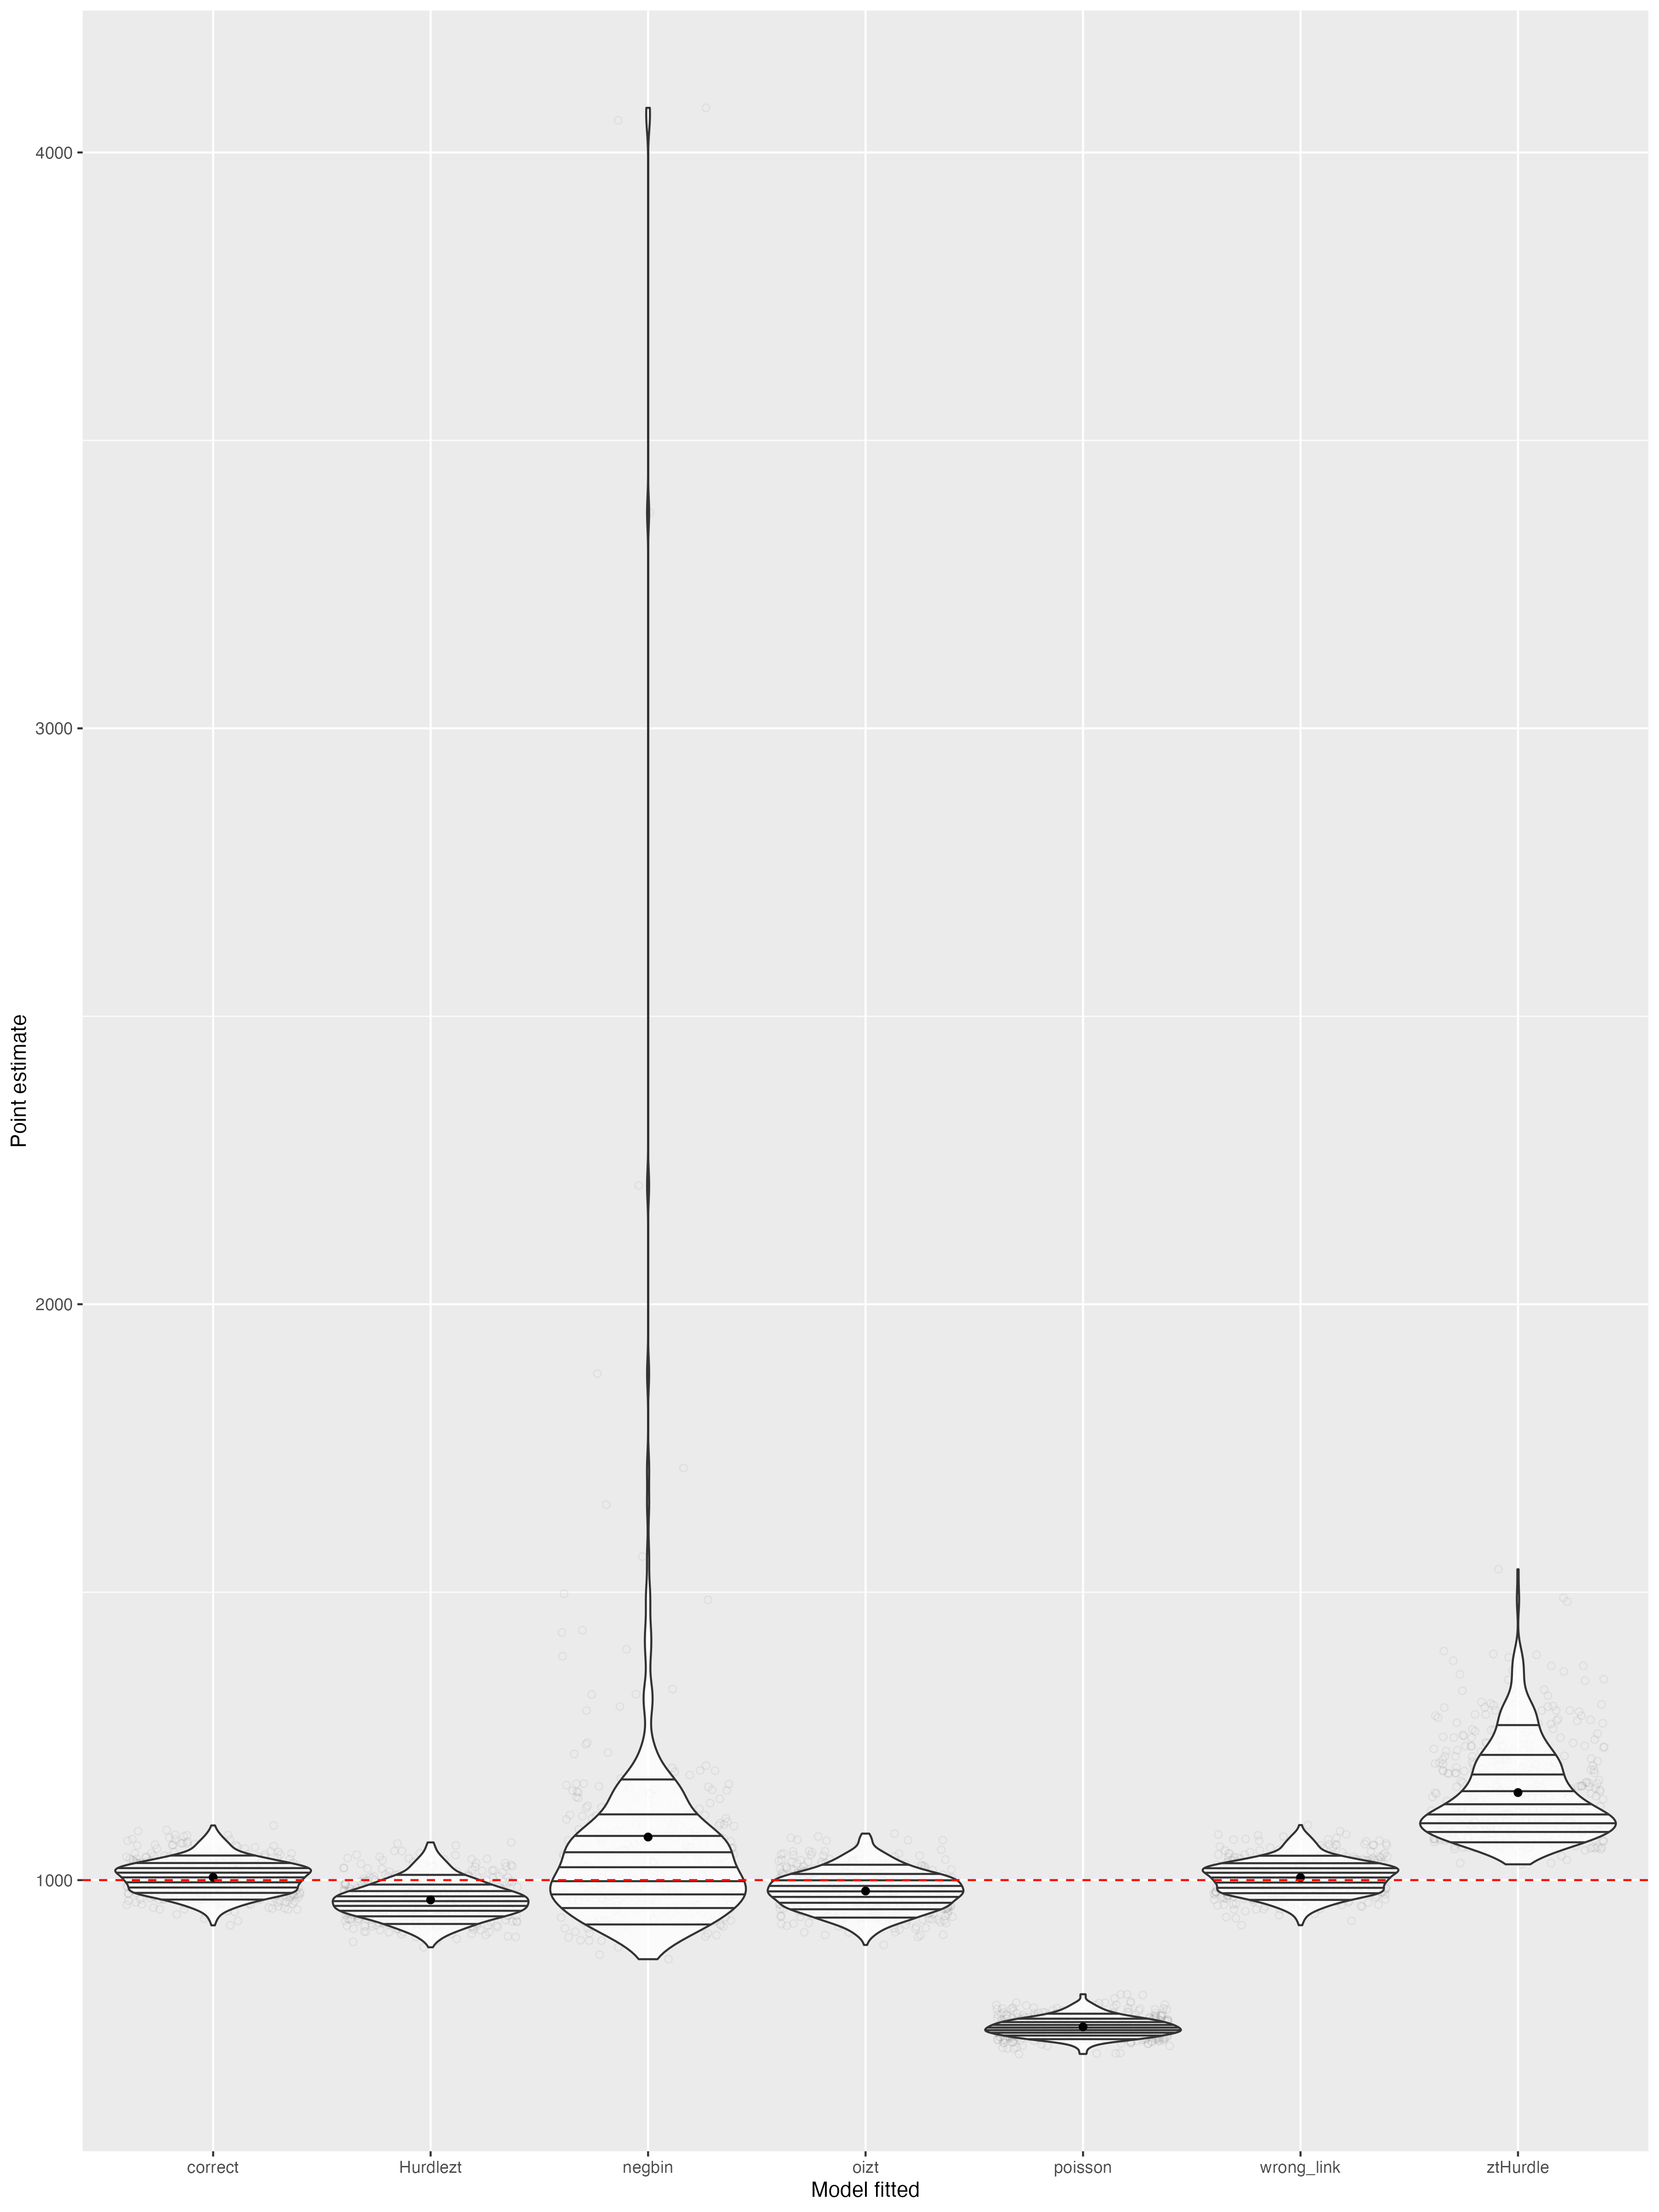 Point estimate
4000
3000
2000
1000
correct
Hurdlezt
negbin
oizt
poisson
wrong_link
ztHurdle
Model fitted